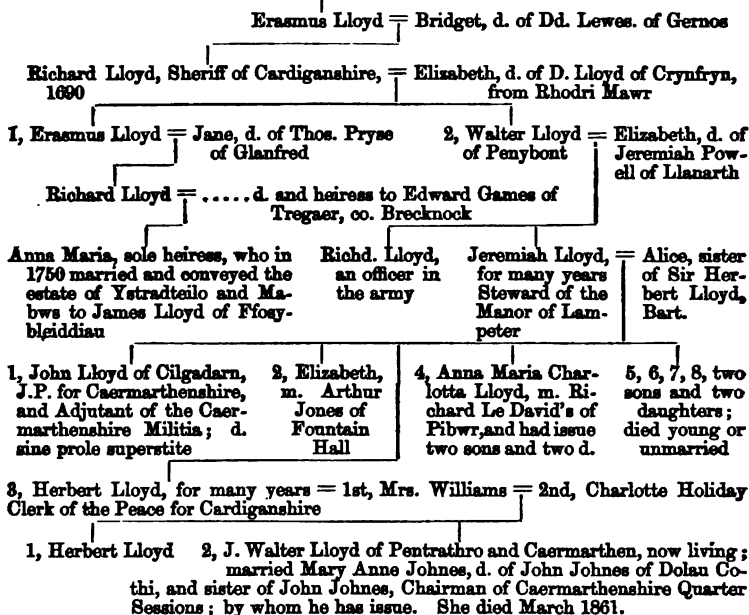 Erasmus Lloyd = Bridget, d. of Dd. Lewes. of Gernos
Richard Lloyd, Sheriff of Cardiganshire, = Elizabeth, d. of D. Lloyd of Crynfryn,
1690
from Rhodri Mawr
1, Erasmus Lloyd = Jane, d. of Thos. Pryse
of Glanfred
2, Walter Lloyd = Elizabeth, d. of
of Penybont
Jeremiah Pow-
ell of Llanarth
Richard Lloyd = ..... d. and heiress to Edward Games of
Tregaer, co. Brecknock
Anna Maria, sole heiress, who in
1750 married and conveyed the
estate of Ystradteilo and Ma-
bws to James Lloyd of Ffosy-
bleiddiau
Richd. Lloyd,
an officer in
the army
Jeremiah Lloyd, =
for many years
Steward of the
Manor of Lam-
peter
Alice, sister
of Sir Her-
bert Lloyd,
Bart.
1, John Lloyd of Cilgadarn,
J.P. for Caermarthenshire,
and Adjutant of the Caer-
marthenshire Militia; d.
sine prole superstite
2, Elizabeth,
m. Arthur
Jones of
Fountain
Hall
4, Anna Maria Char-
lotta Lloyd, m. Ri-
chard Le David's of
Pibwr, and had issue
two sons and two d.
5, 6, 7, 8, two
sons and two
daughters;
died young or
unmarried
3, Herbert Lloyd, for many years = 1st, Mrs. Williams = 2nd, Charlotte Holiday
Clerk of the Peace for Cardiganshire
1, Herbert Lloyd
2, J. Walter Lloyd of Pentrathro and Caermarthen, now living;
married Mary Anne Johnes, d. of John Johnes of Dolau Co-
thi, and sister of John Johnes, Chairman of Caermarthenshire Quarter
Sessions; by whom he has issue. She died March 1861.